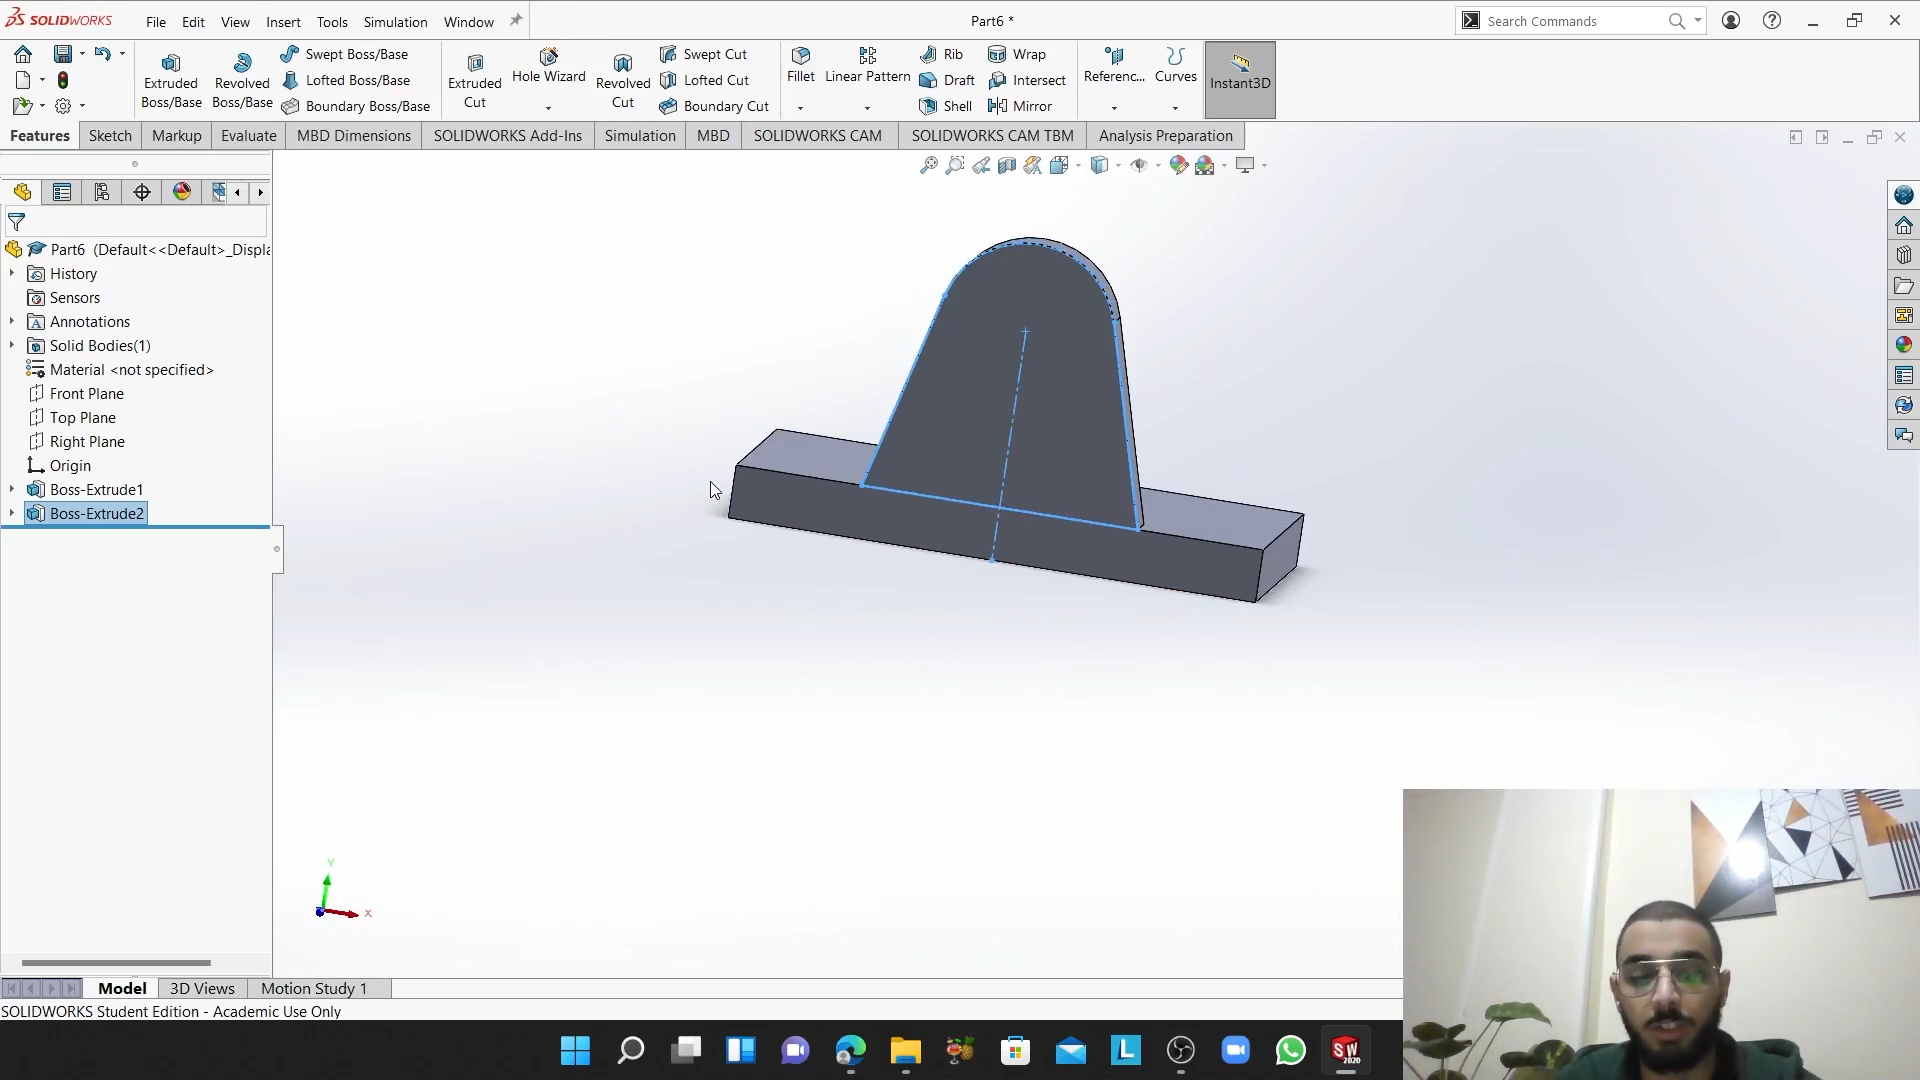 SOLIDWORKS File Edit View Insert Tools Simulation Window Part6 * Search Commands
Extruded Boss/Base
Revolved Boss/Base
Swept Boss/Base
Lofted Boss/Base
Boundary Boss/Base
Extruded Cut
Hole Wizard
Revolved Cut
Swept Cut
Lofted Cut
Boundary Cut
Fillet
Linear Pattern
Rib
Draft
Shell
Wrap
Intersect
Mirror
Referenc...
Curves
Instant3D
Features Sketch Markup Evaluate MBD Dimensions SOLIDWORKS Add-Ins Simulation MBD SOLIDWORKS CAM SOLIDWORKS CAM TBM Analysis Preparation
Part6 (Default<<Default>_Displa
History
Sensors
Annotations
Solid Bodies(1)
Material <not specified>
Front Plane
Top Plane
Right Plane
Origin
Boss-Extrude1
Boss-Extrude2
Y
X
Model 3D Views Motion Study 1
SOLIDWORKS Student Edition - Academic Use Only
L
SW
2020